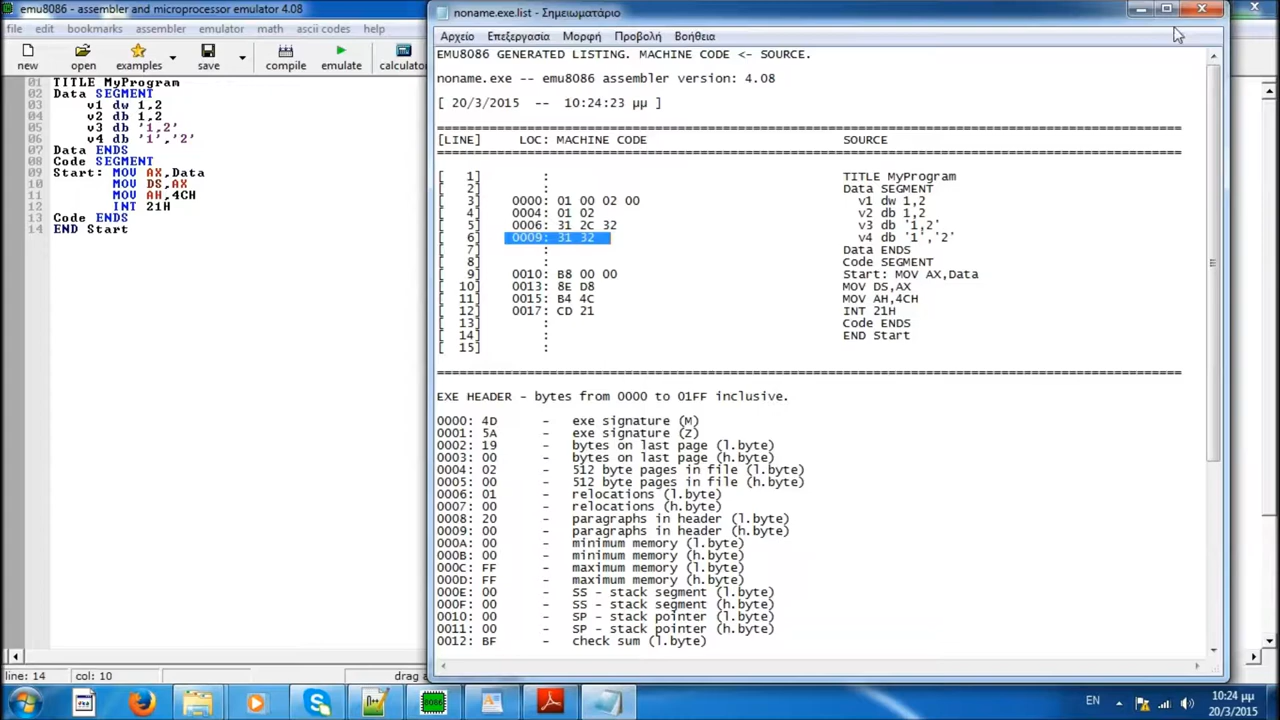 emu8086 - assembler and microprocessor emulator 4.08
file edit bookmarks assembler emulator math ascii codes help
new open examples save compile emulate calculator
01 TITLE MyProgram
02 Data SEGMENT
03 v1 dw 1,2
04 v2 db 1,2
05 v3 db '1,2'
06 v4 db '1','2'
07 Data ENDS
08 Code SEGMENT
09 Start: MOV AX,Data
10 MOV DS,AX
11 MOV AH,4CH
12 INT 21H
13 Code ENDS
14 END Start
line: 14 col: 10 drag a
noname.exe.list - Σημειωματάριο
Αρχείο Επεξεργασία Μορφή Προβολή Βοήθεια
EMU8086 GENERATED LISTING. MACHINE CODE <- SOURCE.
noname.exe -- emu8086 assembler version: 4.08
[ 20/3/2015 -- 10:24:23 μμ ]
===================================================================================================
[LINE] LOC: MACHINE CODE SOURCE
===================================================================================================
[ 1] : TITLE MyProgram
[ 2] : Data SEGMENT
[ 3] 0000: 01 00 02 00 v1 dw 1,2
[ 4] 0004: 01 02 v2 db 1,2
[ 5] 0006: 31 2C 32 v3 db '1,2'
[ 6] 0009: 31 32 v4 db '1','2'
[ 7] : Data ENDS
[ 8] : Code SEGMENT
[ 9] 0010: B8 00 00 Start: MOV AX,Data
[ 10] 0013: 8E D8 MOV DS,AX
[ 11] 0015: B4 4C MOV AH,4CH
[ 12] 0017: CD 21 INT 21H
[ 13] : Code ENDS
[ 14] : END Start
[ 15] :
===================================================================================================
EXE HEADER - bytes from 0000 to 01FF inclusive.
0000: 4D - exe signature (M)
0001: 5A - exe signature (Z)
0002: 19 - bytes on last page (l.byte)
0003: 00 - bytes on last page (h.byte)
0004: 02 - 512 byte pages in file (l.byte)
0005: 00 - 512 byte pages in file (h.byte)
0006: 01 - relocations (l.byte)
0007: 00 - relocations (h.byte)
0008: 20 - paragraphs in header (l.byte)
0009: 00 - paragraphs in header (h.byte)
000A: 00 - minimum memory (l.byte)
000B: 00 - minimum memory (h.byte)
000C: FF - maximum memory (l.byte)
000D: FF - maximum memory (h.byte)
000E: 00 - SS - stack segment (l.byte)
000F: 00 - SS - stack segment (h.byte)
0010: 00 - SP - stack pointer (l.byte)
0011: 00 - SP - stack pointer (h.byte)
0012: BF - check sum (l.byte)
8086
EN
10:24 μμ
20/3/2015